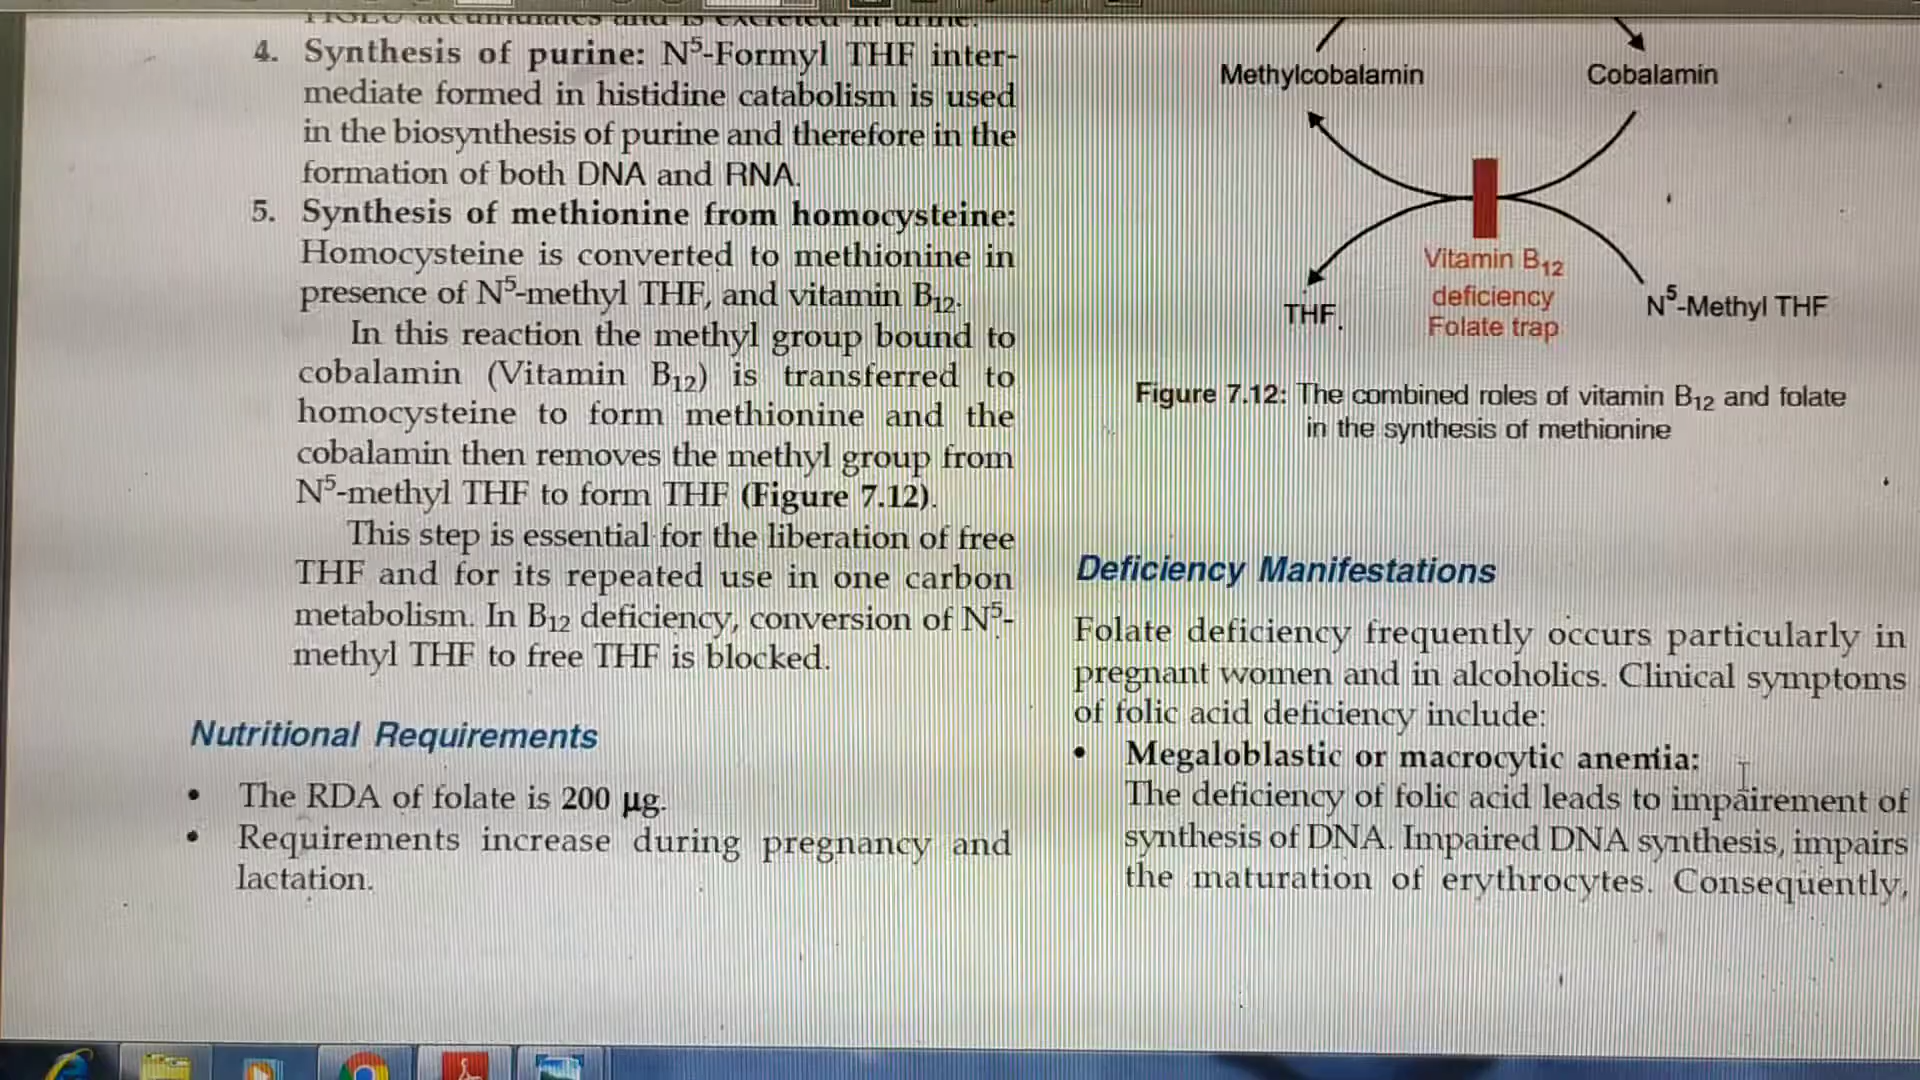 FIGLU accumulates and is excreted in urine.
4. Synthesis of purine: N⁵-Formyl THF inter-
mediate formed in histidine catabolism is used
in the biosynthesis of purine and therefore in the
formation of both DNA and RNA.
5. Synthesis of methionine from homocysteine:
Homocysteine is converted to methionine in
presence of N⁵-methyl THF, and vitamin B₁₂.
In this reaction the methyl group bound to
cobalamin (Vitamin B₁₂) is transferred to
homocysteine to form methionine and the
cobalamin then removes the methyl group from
N⁵-methyl THF to form THF (Figure 7.12).
This step is essential for the liberation of free
THF and for its repeated use in one carbon
metabolism. In B₁₂ deficiency, conversion of N⁵-
methyl THF to free THF is blocked.
Nutritional Requirements
• The RDA of folate is 200 µg.
• Requirements increase during pregnancy and
lactation.
Methylcobalamin
Cobalamin
Vitamin B₁₂
deficiency
Folate trap
THF
N⁵-Methyl THF
Figure 7.12: The combined roles of vitamin B₁₂ and folate
in the synthesis of methionine
Deficiency Manifestations
Folate deficiency frequently occurs particularly in
pregnant women and in alcoholics. Clinical symptoms
of folic acid deficiency include:
• Megaloblastic or macrocytic anemia:
The deficiency of folic acid leads to impairement of
synthesis of DNA. Impaired DNA synthesis, impairs
the maturation of erythrocytes. Consequently,